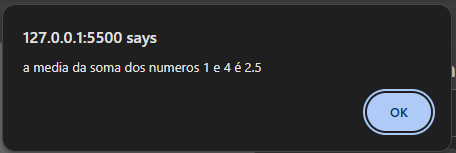 127.0.0.1:5500 says
a media da soma dos numeros 1 e 4 é 2.5
OK